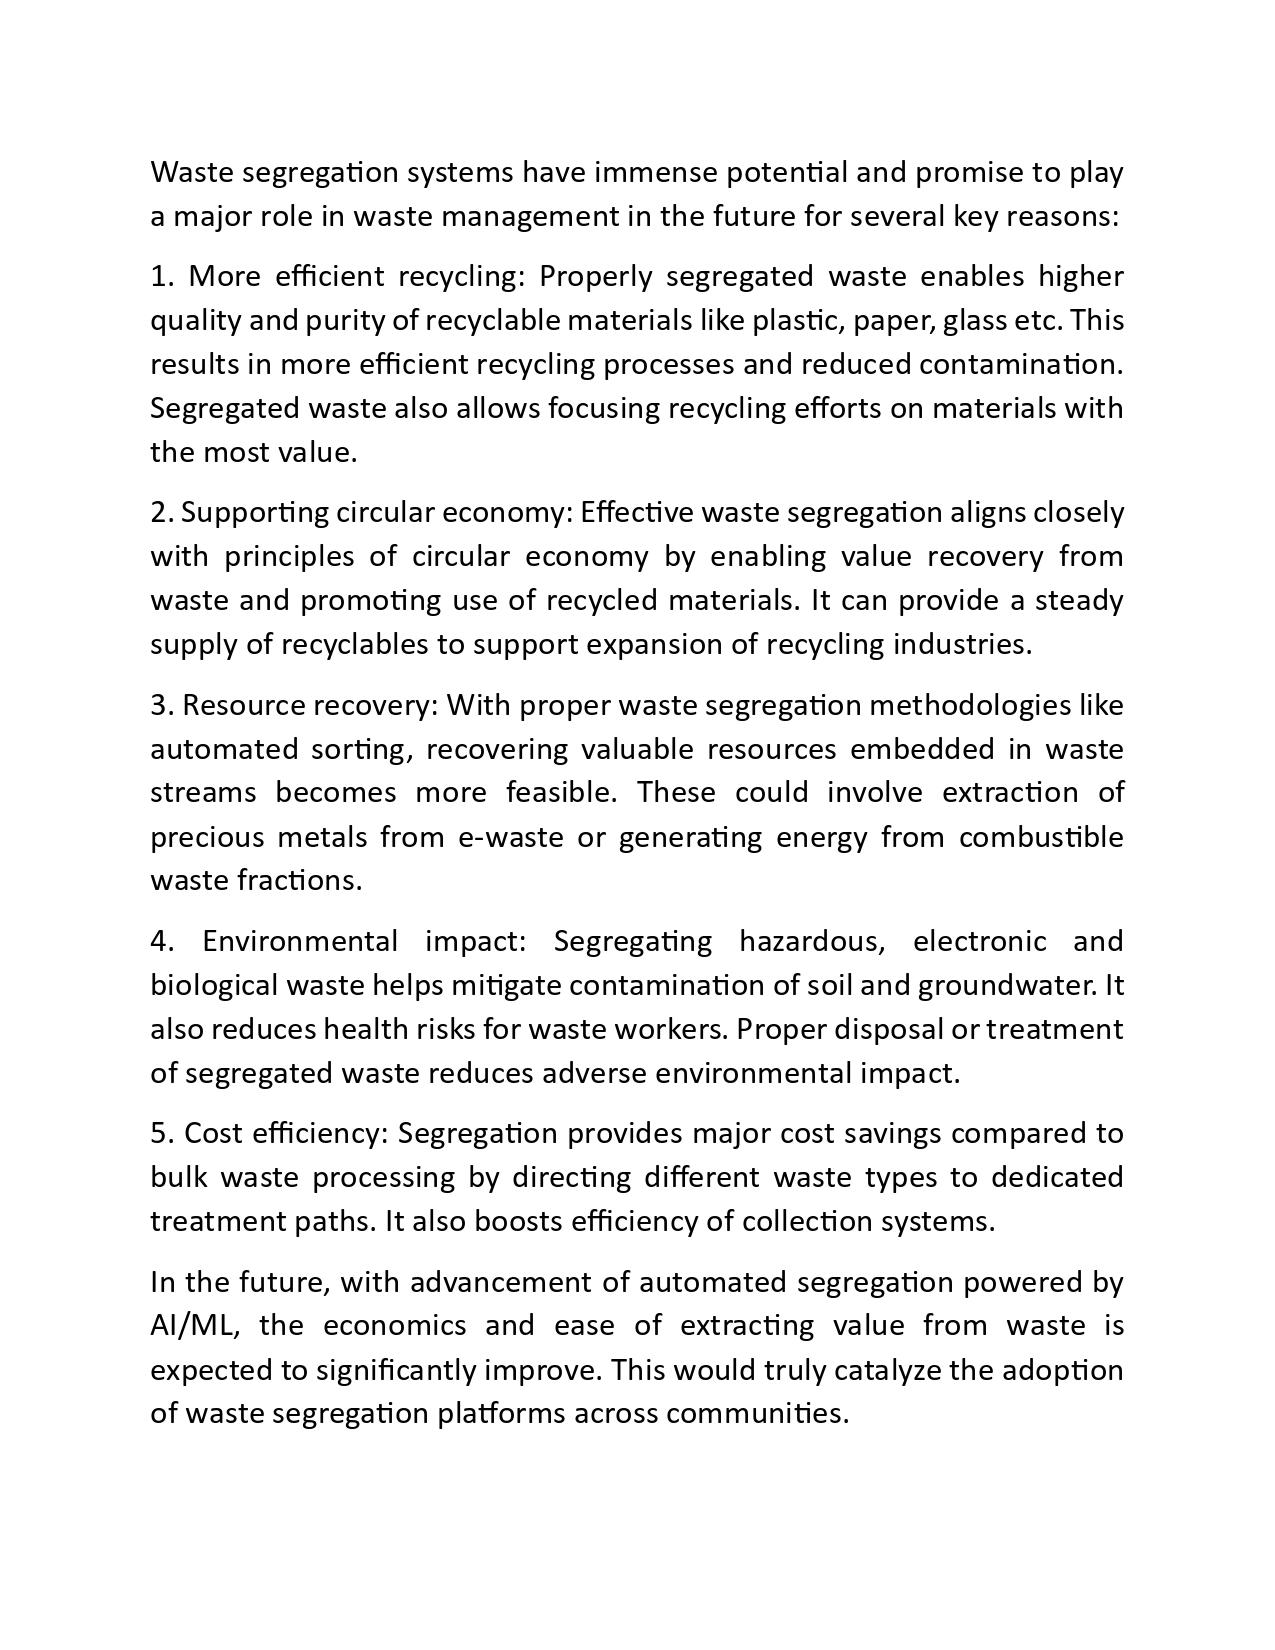 Waste segregation systems have immense potential and promise to play
a major role in waste management in the future for several key reasons:
1. More efficient recycling: Properly segregated waste enables higher
quality and purity of recyclable materials like plastic, paper, glass etc. This
results in more efficient recycling processes and reduced contamination.
Segregated waste also allows focusing recycling efforts on materials with
the most value.
2. Supporting circular economy: Effective waste segregation aligns closely
with principles of circular economy by enabling value recovery from
waste and promoting use of recycled materials. It can provide a steady
supply of recyclables to support expansion of recycling industries.
3. Resource recovery: With proper waste segregation methodologies like
automated sorting, recovering valuable resources embedded in waste
streams becomes more feasible. These could involve extraction of
precious metals from e-waste or generating energy from combustible
waste fractions.
4. Environmental impact: Segregating hazardous, electronic and
biological waste helps mitigate contamination of soil and groundwater. It
also reduces health risks for waste workers. Proper disposal or treatment
of segregated waste reduces adverse environmental impact.
5. Cost efficiency: Segregation provides major cost savings compared to
bulk waste processing by directing different waste types to dedicated
treatment paths. It also boosts efficiency of collection systems.
In the future, with advancement of automated segregation powered by
AI/ML, the economics and ease of extracting value from waste is
expected to significantly improve. This would truly catalyze the adoption
of waste segregation platforms across communities.